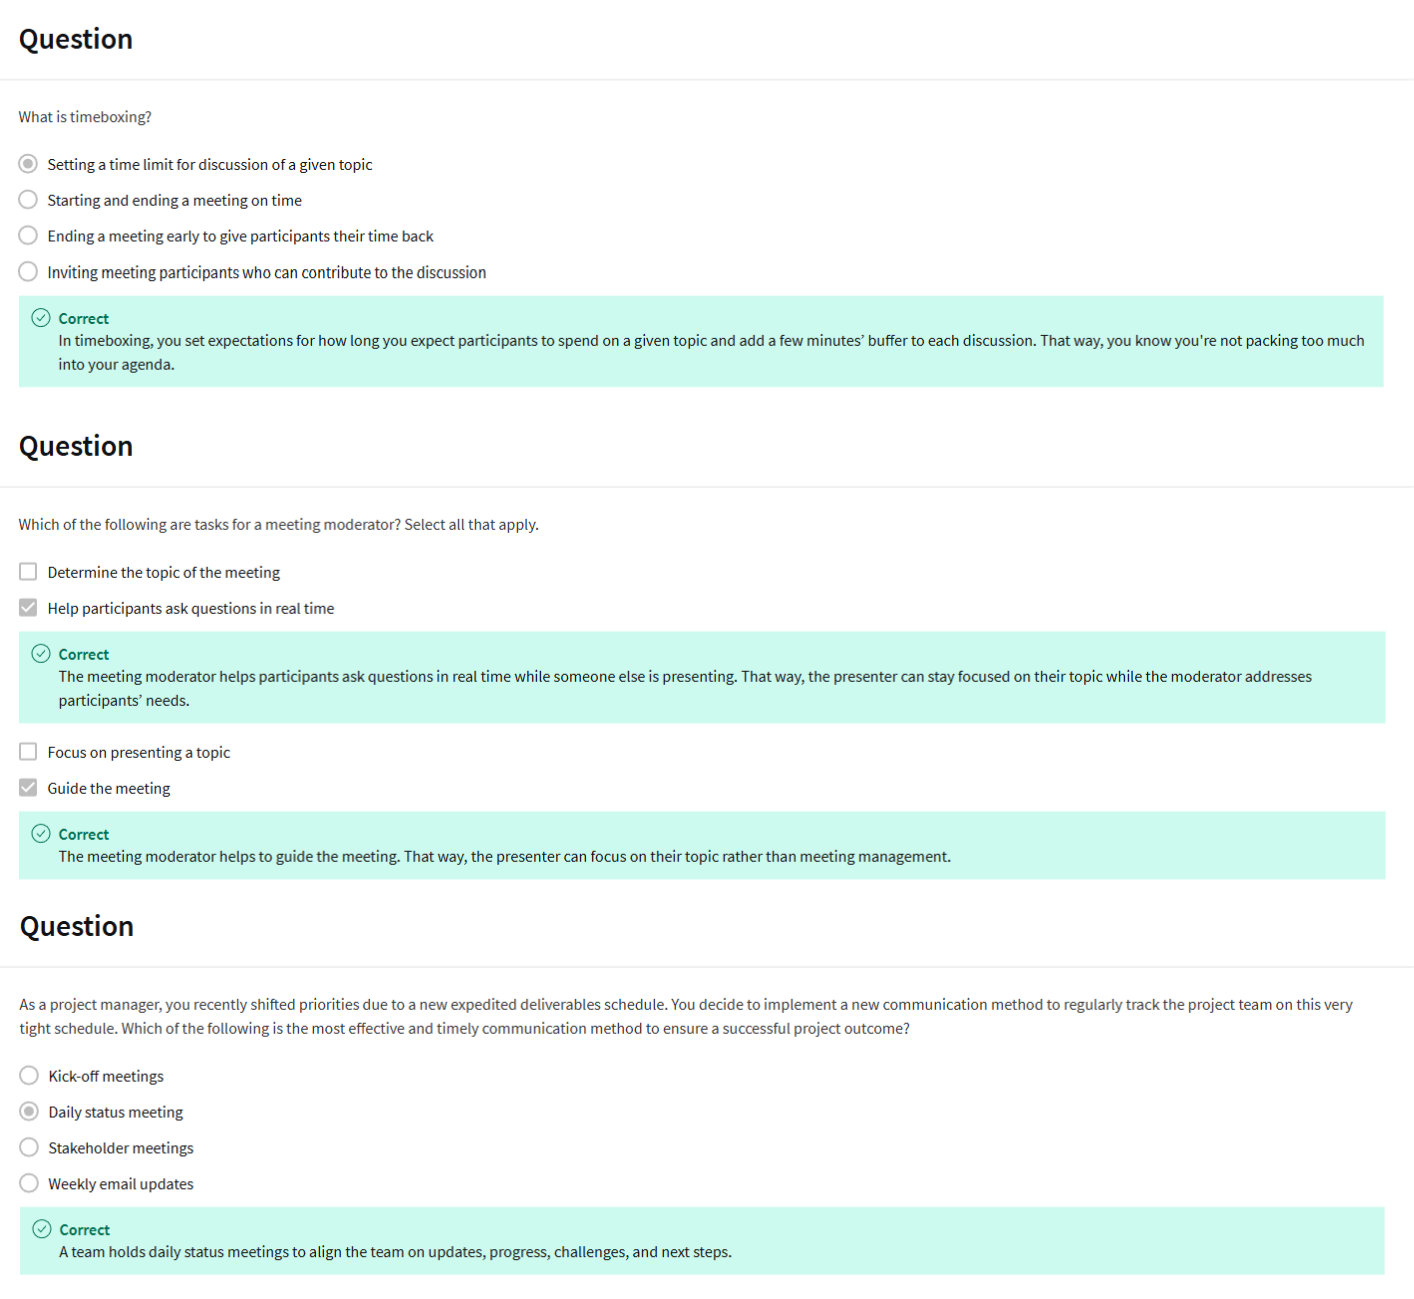 Question
What is timeboxing?
Setting a time limit for discussion of a given topic
Starting and ending a meeting on time
Ending a meeting early to give participants their time back
Inviting meeting participants who can contribute to the discussion
Correct
In timeboxing, you set expectations for how long you expect participants to spend on a given topic and add a few minutes’ buffer to each discussion. That way, you know you're not packing too much
into your agenda.
Question
Which of the following are tasks for a meeting moderator? Select all that apply.
Determine the topic of the meeting
Help participants ask questions in real time
Correct
The meeting moderator helps participants ask questions in real time while someone else is presenting. That way, the presenter can stay focused on their topic while the moderator addresses
participants’ needs.
Focus on presenting a topic
Guide the meeting
Correct
The meeting moderator helps to guide the meeting. That way, the presenter can focus on their topic rather than meeting management.
Question
As a project manager, you recently shifted priorities due to a new expedited deliverables schedule. You decide to implement a new communication method to regularly track the project team on this very
tight schedule. Which of the following is the most effective and timely communication method to ensure a successful project outcome?
Kick-off meetings
Daily status meeting
Stakeholder meetings
Weekly email updates
Correct
A team holds daily status meetings to align the team on updates, progress, challenges, and next steps.